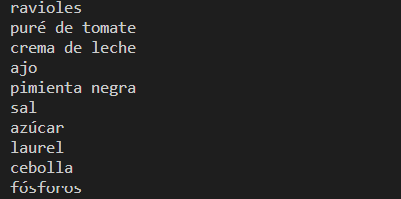 ravioles
puré de tomate
crema de leche
ajo
pimienta negra
sal
azúcar
laurel
cebolla
fósforos